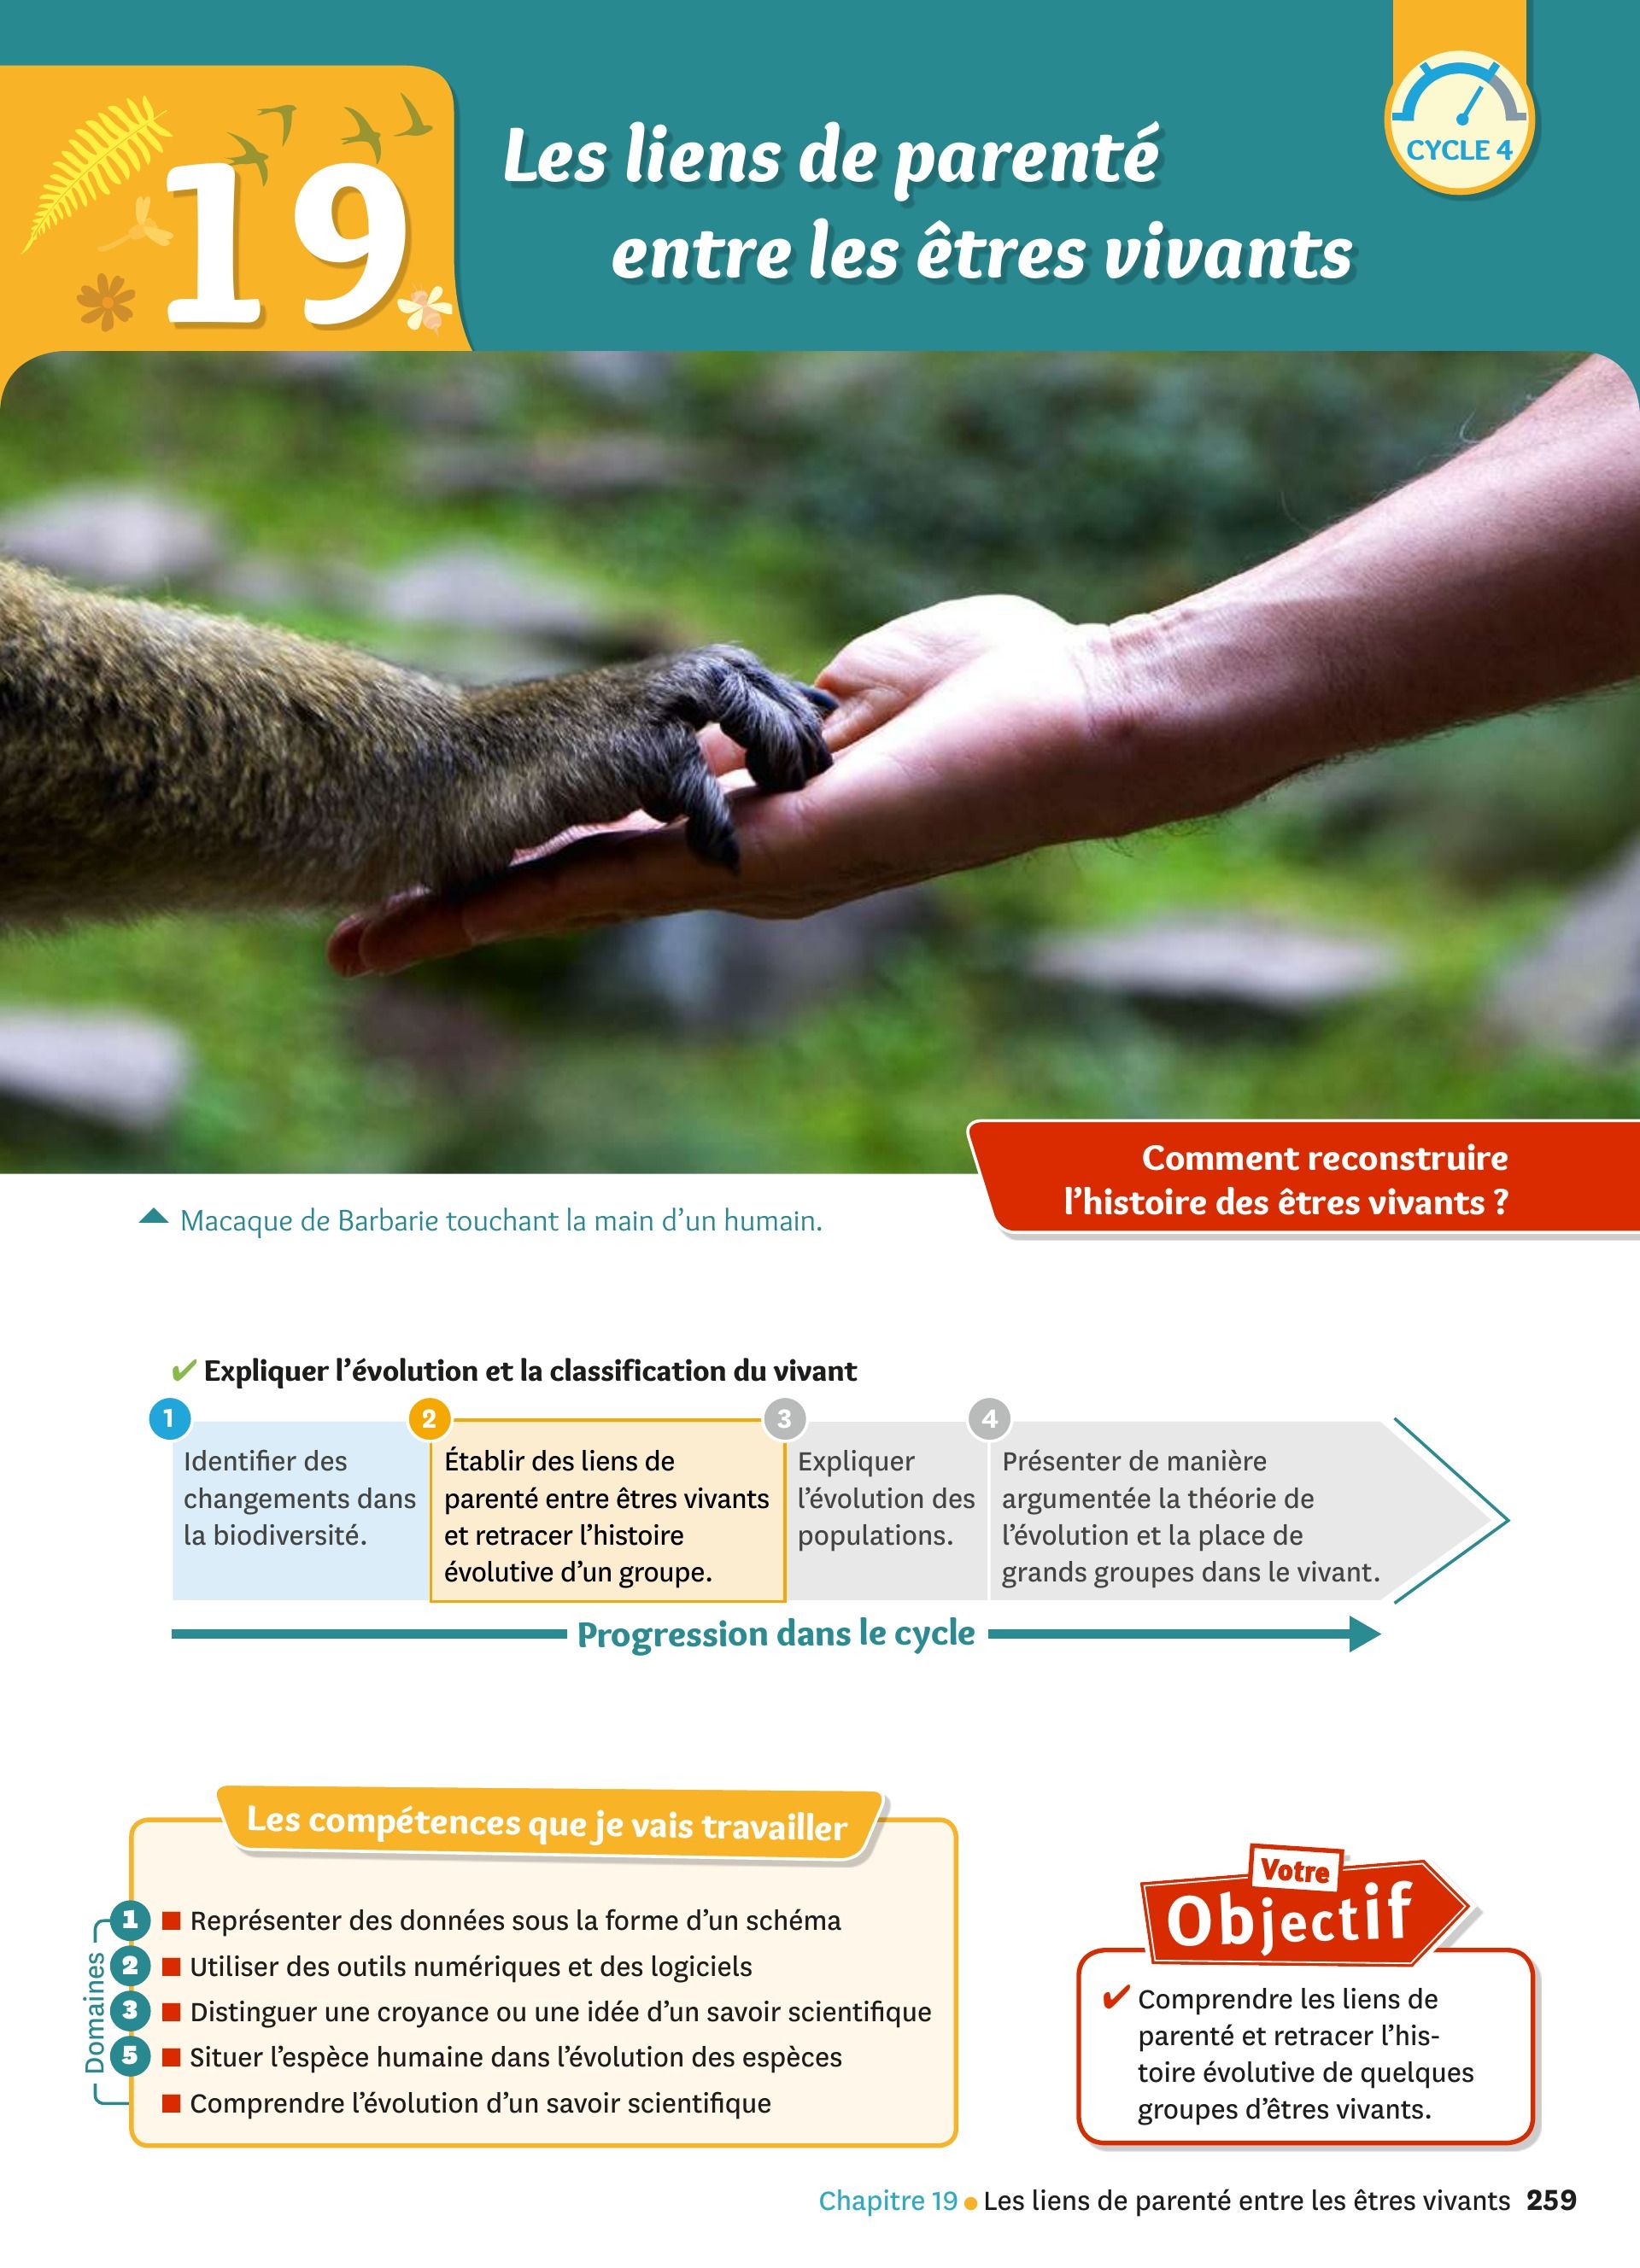 19
Les liens de parenté
entre les êtres vivants
CYCLE 4
Comment reconstruire
l'histoire des êtres vivants ?
Macaque de Barbarie touchant la main d'un humain.
✔ Expliquer l'évolution et la classification du vivant
1
Identifier des
changements dans
la biodiversité.
2
Établir des liens de
parenté entre êtres vivants
et retracer l'histoire
évolutive d'un groupe.
3
Expliquer
l'évolution des
populations.
4
Présenter de manière
argumentée la théorie de
l'évolution et la place de
grands groupes dans le vivant.
Progression dans le cycle
Les compétences que je vais travailler
Domaines
1 ■ Représenter des données sous la forme d'un schéma
2 ■ Utiliser des outils numériques et des logiciels
3 ■ Distinguer une croyance ou une idée d'un savoir scientifique
5 ■ Situer l'espèce humaine dans l'évolution des espèces
■ Comprendre l'évolution d'un savoir scientifique
Votre
Objectif
✔ Comprendre les liens de
parenté et retracer l'his-
toire évolutive de quelques
groupes d'êtres vivants.
Chapitre 19 ● Les liens de parenté entre les êtres vivants 259